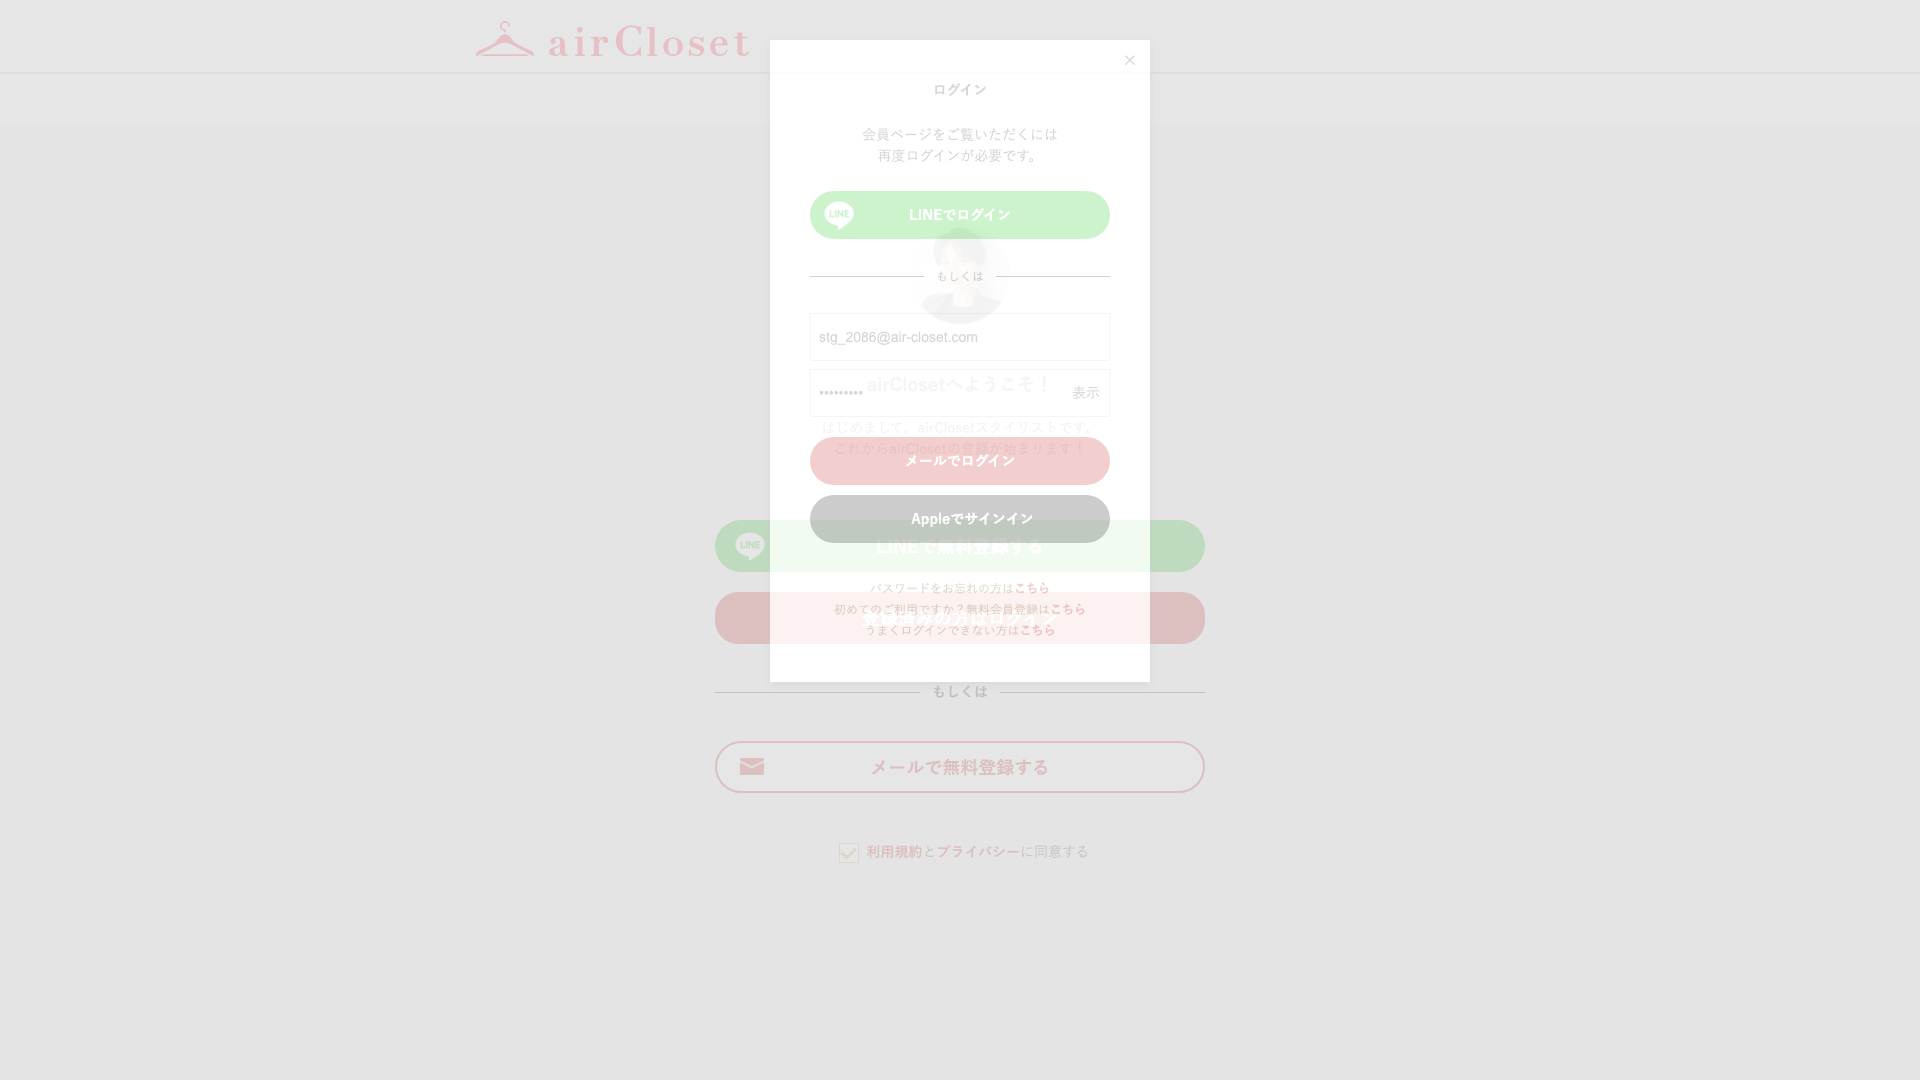 airCloset
ログイン
会員ページをご覧いただくには
再度ログインが必要です。
LINE
LINEでログイン
もしくは
stg_2086@air-closet.com
airClosetへようこそ！
表示
はじめまして。airClosetスタイリストです。
これからairClosetの登録が始まります！
メールでログイン
Appleでサインイン
LINE
LINEで無料登録する
パスワードをお忘れの方はこちら
初めてのご利用ですか？無料会員登録はこちら
登録済みの方はログイン
うまくログインできない方はこちら
もしくは
メールで無料登録する
利用規約とプライバシーに同意する